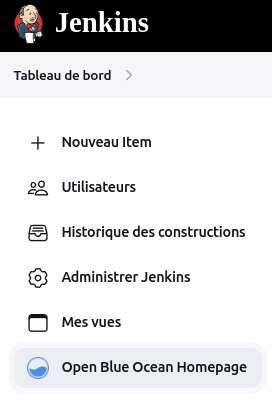 Jenkins
Tableau de bord
Nouveau Item
Utilisateurs
Historique des constructions
Administrer Jenkins
Mes vues
Open Blue Ocean Homepage